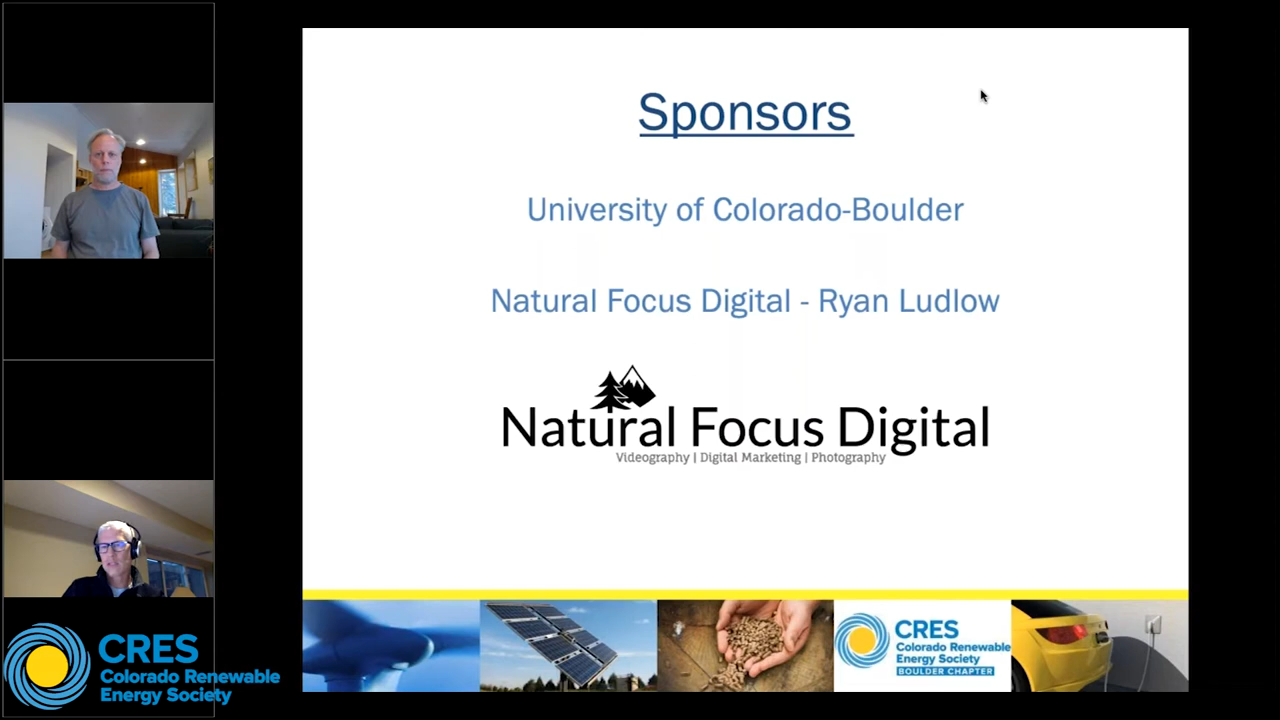 Sponsors
University of Colorado-Boulder
Natural Focus Digital - Ryan Ludlow
Natural Focus Digital
Videography | Digital Marketing | Photography
CRES
Colorado Renewable
Energy Society
BOULDER CHAPTER
CRES
Colorado Renewable
Energy Society